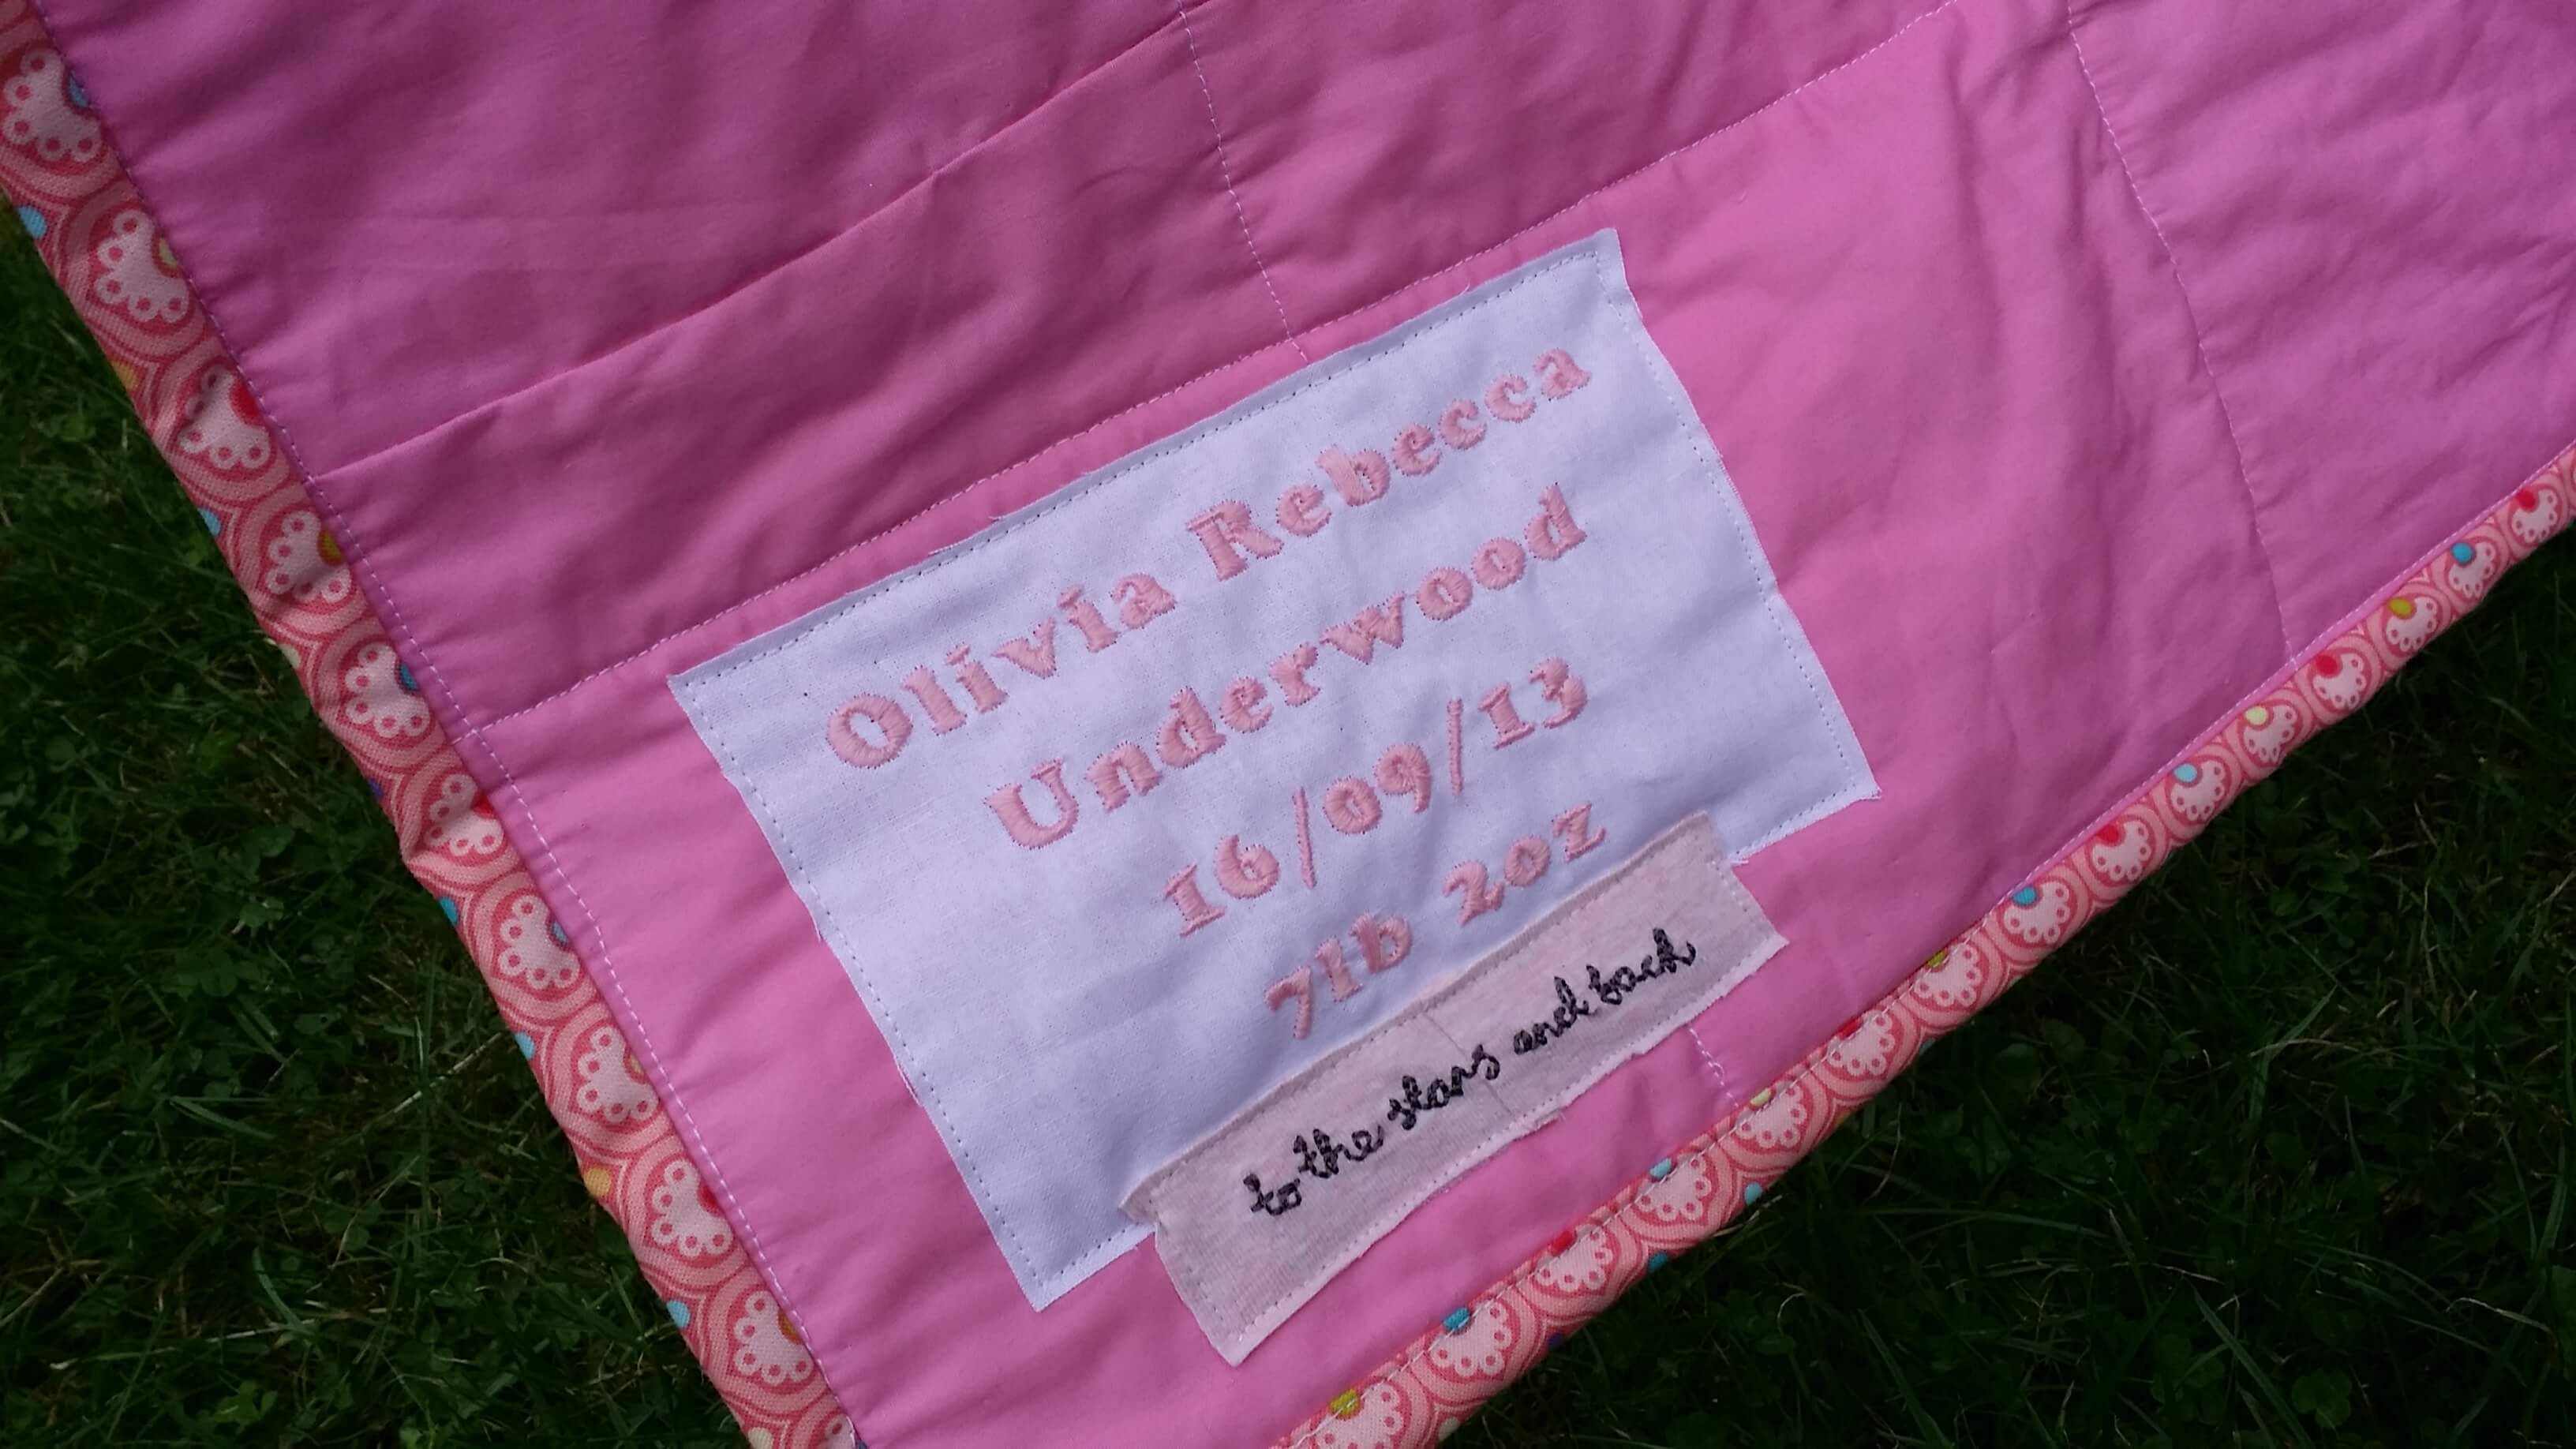 Olivia Rebecca
Underwood
16/09/13
7lb 2oz
to the stars and back